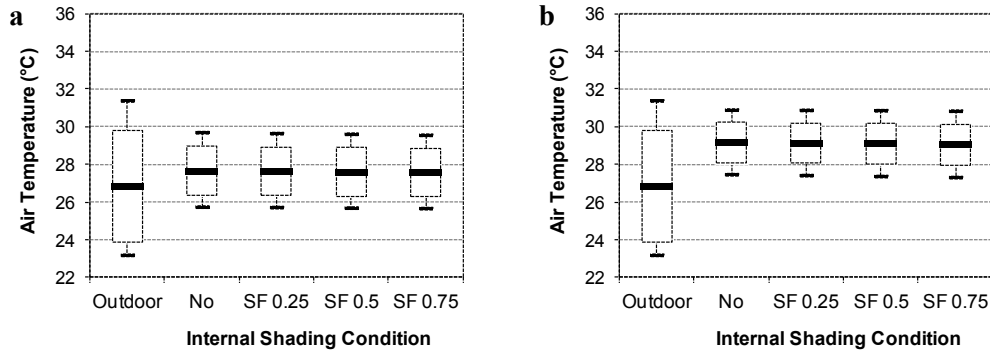 a
36
34
32
30
28
26
24
22
Air Temperature (°C)
Outdoor No SF 0.25 SF 0.5 SF 0.75
Internal Shading Condition
b
36
34
32
30
28
26
24
22
Air Temperature (°C)
Outdoor No SF 0.25 SF 0.5 SF 0.75
Internal Shading Condition